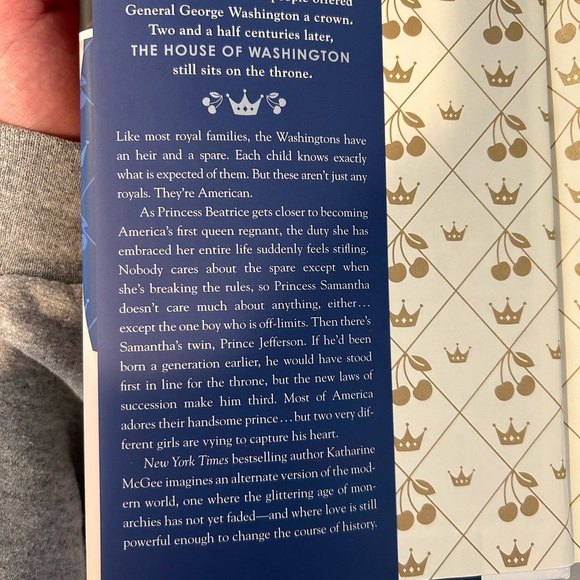 people offered
General George Washington a crown.
Two and a half centuries later,
THE HOUSE OF WASHINGTON
still sits on the throne.
Like most royal families, the Washingtons have
an heir and a spare. Each child knows exactly
what is expected of them. But these aren't just any
royals. They're American.
As Princess Beatrice gets closer to becoming
America's first queen regnant, the duty she has
embraced her entire life suddenly feels stifling.
Nobody cares about the spare except when
she's breaking the rules, so Princess Samantha
doesn't care much about anything, either...
except the one boy who is off-limits. Then there's
Samantha's twin, Prince Jefferson. If he'd been
born a generation earlier, he would have stood
first in line for the throne, but the new laws of
succession make him third. Most of America
adores their handsome prince...but two very dif-
ferent girls are vying to capture his heart.
New York Times bestselling author Katharine
McGee imagines an alternate version of the mod-
ern world, one where the glittering age of mon-
archies has not yet faded—and where love is still
powerful enough to change the course of history.